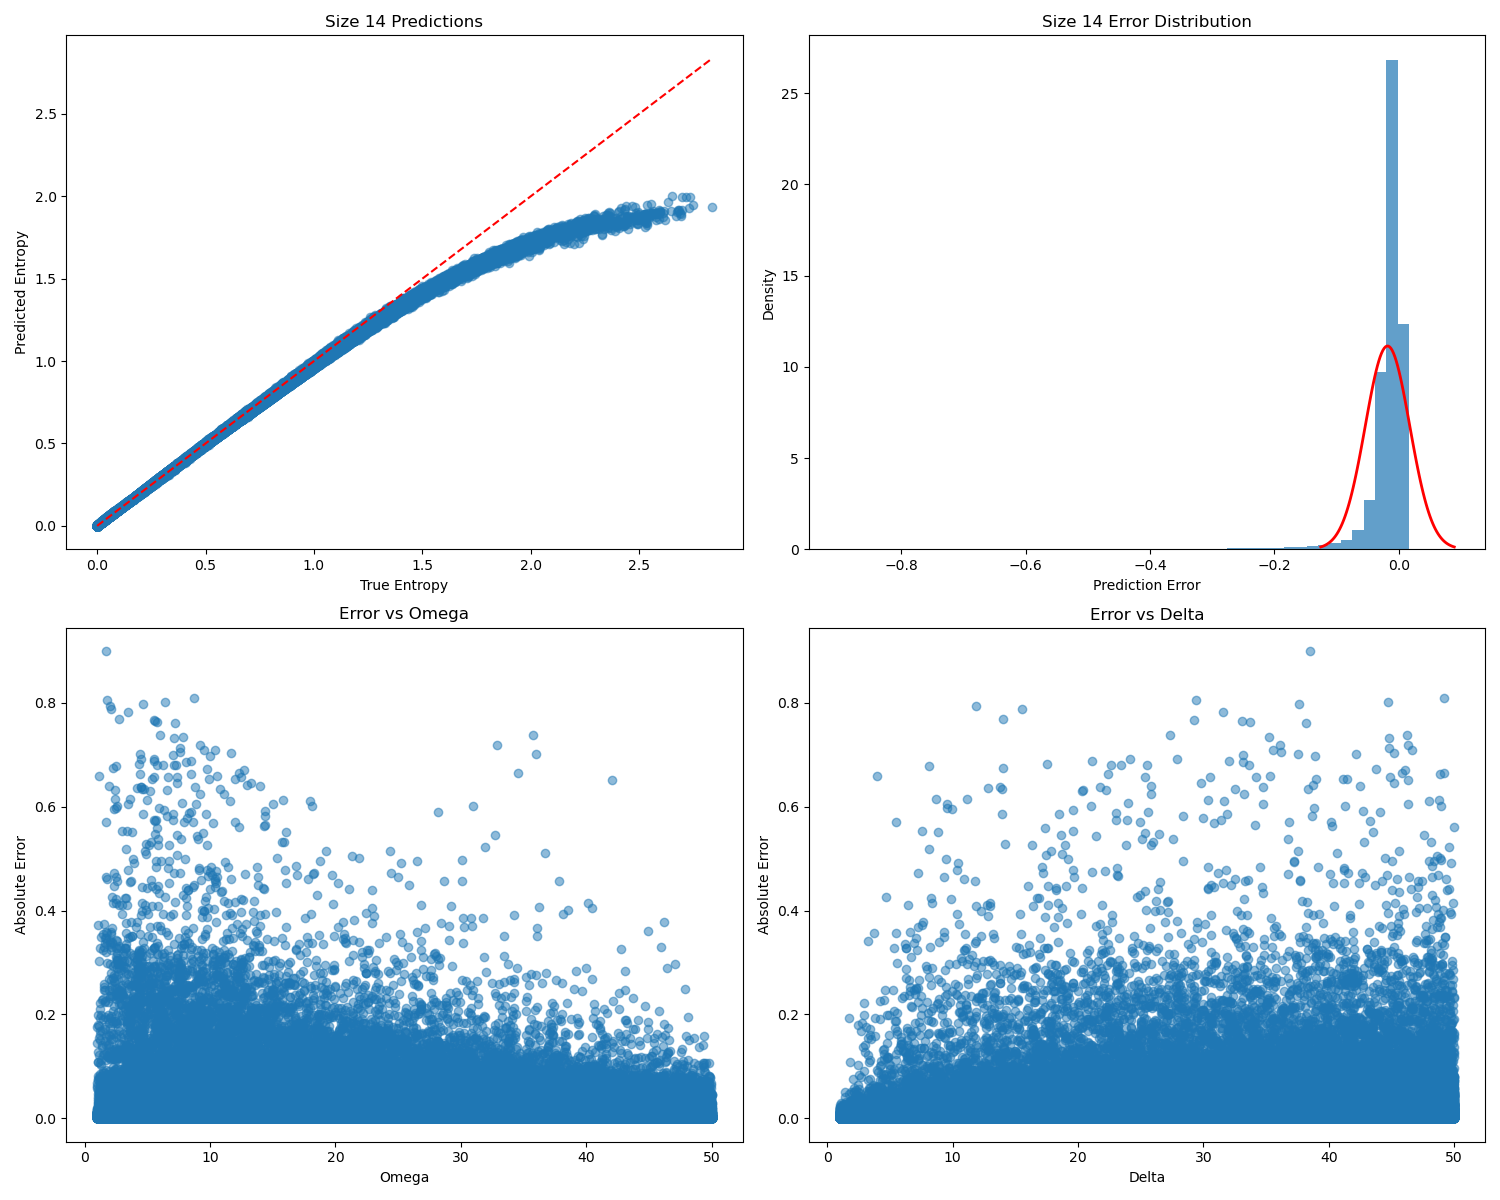 Size 14 Predictions
Predicted Entropy
2.5
2.0
1.5
1.0
0.5
0.0
0.0 0.5 1.0 1.5 2.0 2.5
True Entropy
Size 14 Error Distribution
Density
25
20
15
10
5
0
−0.8 −0.6 −0.4 −0.2 0.0
Prediction Error
Error vs Omega
Absolute Error
0.8
0.6
0.4
0.2
0.0
0 10 20 30 40 50
Omega
Error vs Delta
Absolute Error
0.8
0.6
0.4
0.2
0.0
0 10 20 30 40 50
Delta